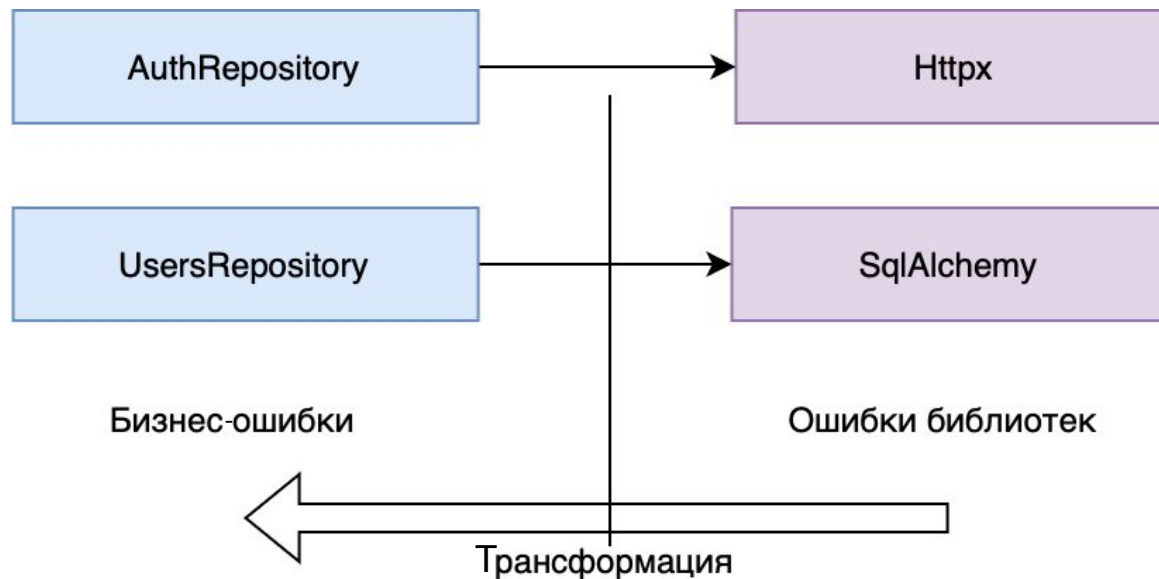 AuthRepository
Httpx
UsersRepository
SqlAlchemy
Бизнес-ошибки
Ошибки библиотек
Трансформация